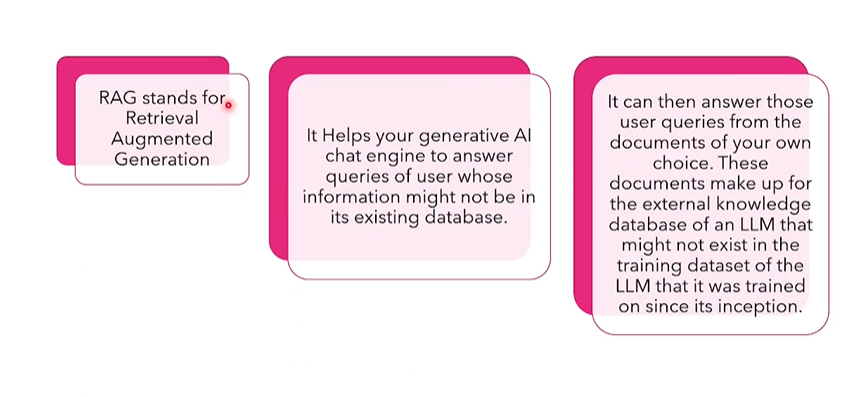 RAG stands for
Retrieval
Augmented
Generation
It Helps your generative AI
chat engine to answer
queries of user whose
information might not be in
its existing database.
It can then answer those
user queries from the
documents of your own
choice. These
documents make up for
the external knowledge
database of an LLM that
might not exist in the
training dataset of the
LLM that it was trained
on since its inception.